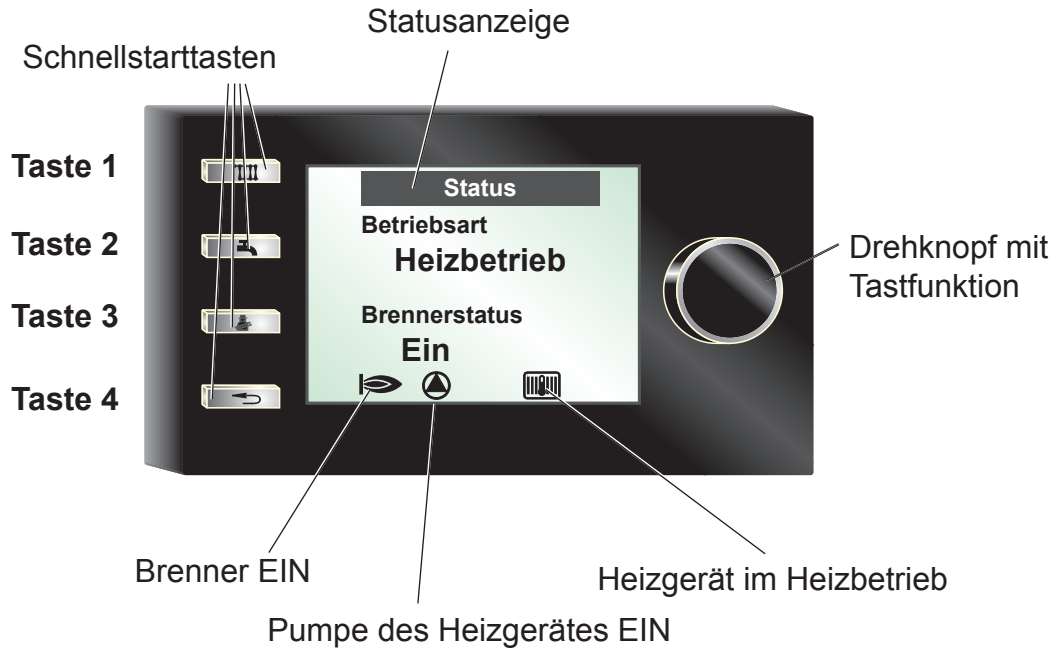 Statusanzeige
Schnellstarttasten
Taste 1
Taste 2
Taste 3
Taste 4
Status
Betriebsart
Heizbetrieb
Brennerstatus
Ein
Drehknopf mit
Tastfunktion
Brenner EIN
Heizgerät im Heizbetrieb
Pumpe des Heizgerätes EIN